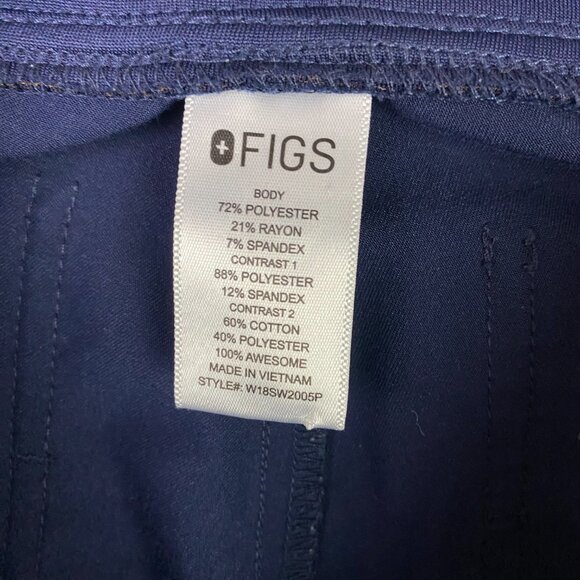 FIGS
BODY
72% POLYESTER
21% RAYON
7% SPANDEX
CONTRAST 1
88% POLYESTER
12% SPANDEX
CONTRAST 2
60% COTTON
40% POLYESTER
100% AWESOME
MADE IN VIETNAM
STYLE#: W18SW2005P